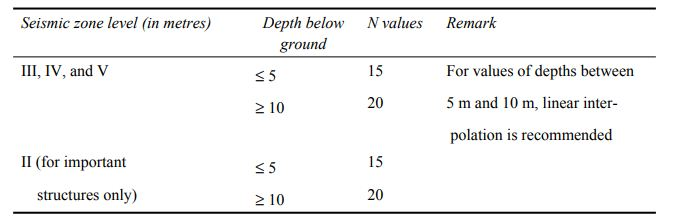 Seismic zone level (in metres) Depth below ground N values Remark
III, IV, and V ≤ 5 15 For values of depths between
≥ 10 20 5 m and 10 m, linear inter-
polation is recommended
II (for important ≤ 5 15
structures only) ≥ 10 20